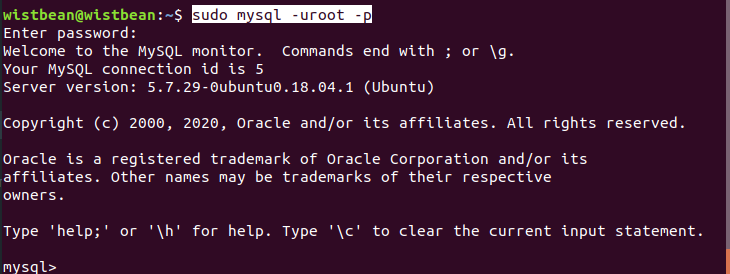 wistbean@wistbean:~$ sudo mysql -uroot -p
Enter password:
Welcome to the MySQL monitor.  Commands end with ; or \g.
Your MySQL connection id is 5
Server version: 5.7.29-0ubuntu0.18.04.1 (Ubuntu)
Copyright (c) 2000, 2020, Oracle and/or its affiliates. All rights reserved.
Oracle is a registered trademark of Oracle Corporation and/or its
affiliates. Other names may be trademarks of their respective
owners.
Type 'help;' or '\h' for help. Type '\c' to clear the current input statement.
mysql>